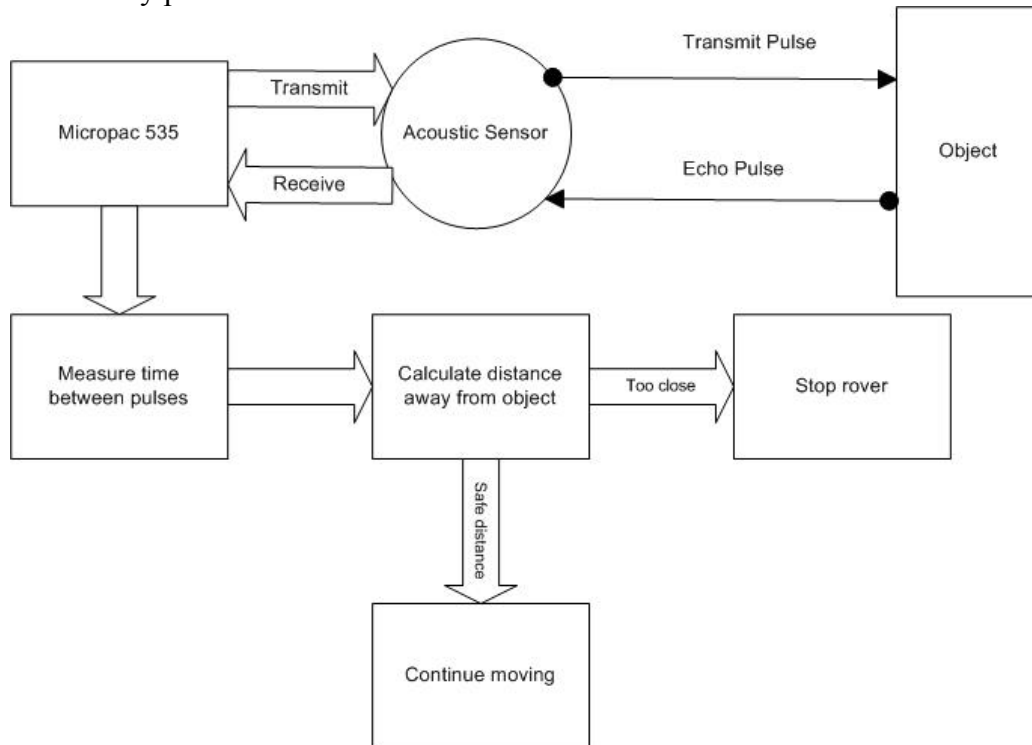 Transmit Pulse
Transmit
Micropac 535
Acoustic Sensor
Object
Echo Pulse
Receive
Measure time
between pulses
Calculate distance
away from object
Too close
Stop rover
Safe distance
Continue moving